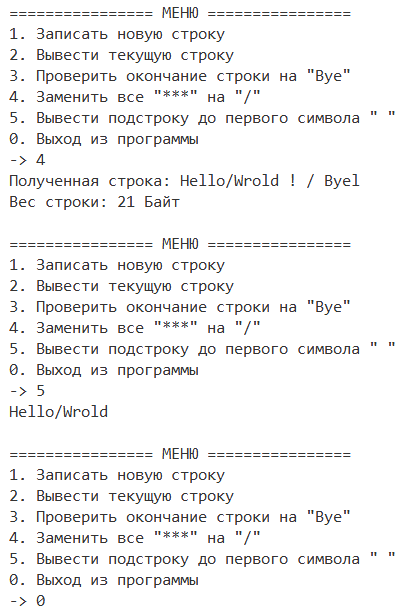 ================ МЕНЮ ================
1. Записать новую строку
2. Вывести текущую строку
3. Проверить окончание строки на "Bye"
4. Заменить все "***" на "/"
5. Вывести подстроку до первого символа " "
0. Выход из программы
-> 4
Полученная строка: Hello/Wrold ! / Byel
Вес строки: 21 Байт

================ МЕНЮ ================
1. Записать новую строку
2. Вывести текущую строку
3. Проверить окончание строки на "Bye"
4. Заменить все "***" на "/"
5. Вывести подстроку до первого символа " "
0. Выход из программы
-> 5
Hello/Wrold

================ МЕНЮ ================
1. Записать новую строку
2. Вывести текущую строку
3. Проверить окончание строки на "Bye"
4. Заменить все "***" на "/"
5. Вывести подстроку до первого символа " "
0. Выход из программы
-> 0